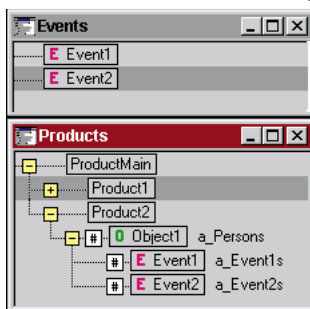 Events
E Event1
E Event2
Products
ProductMain
+ Product1
Product2
# O Object1 a_Persons
# E Event1 a_Event1s
# E Event2 a_Event2s